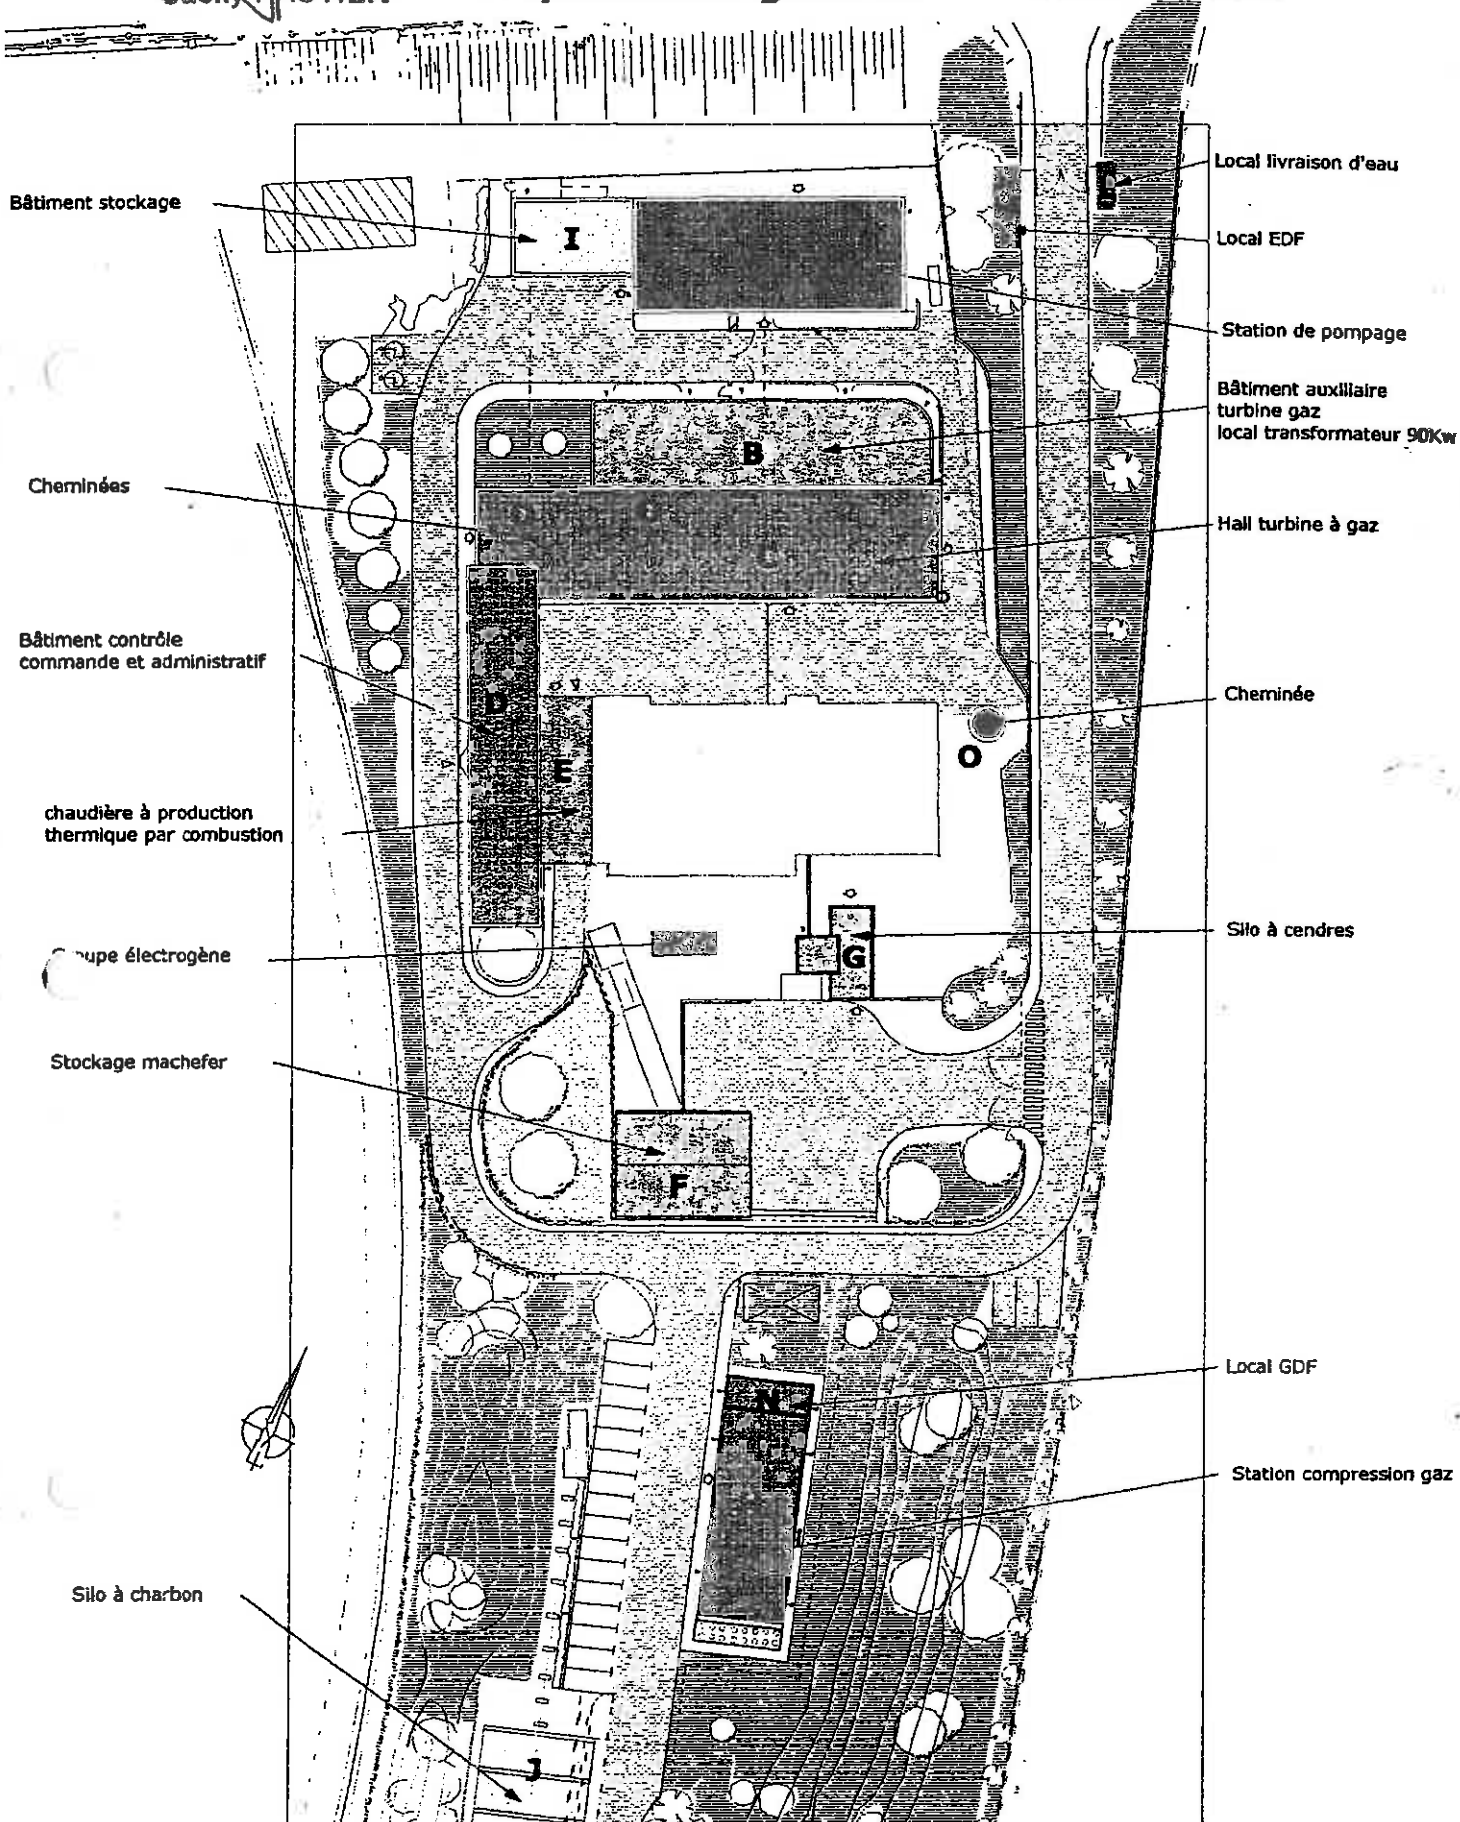 Local livraison d'eau
Bâtiment stockage
I
Local EDF
Station de pompage
Bâtiment auxiliaire
turbine gaz
local transformateur 90Kw
B
Cheminées
Hall turbine à gaz
Bâtiment contrôle
commande et administratif
D
Cheminée
O
E
chaudière à production
thermique par combustion
Silo à cendres
G
électrogène
Stockage machefer
F
Local GDF
N
Station compression gaz
Silo à charbon
J